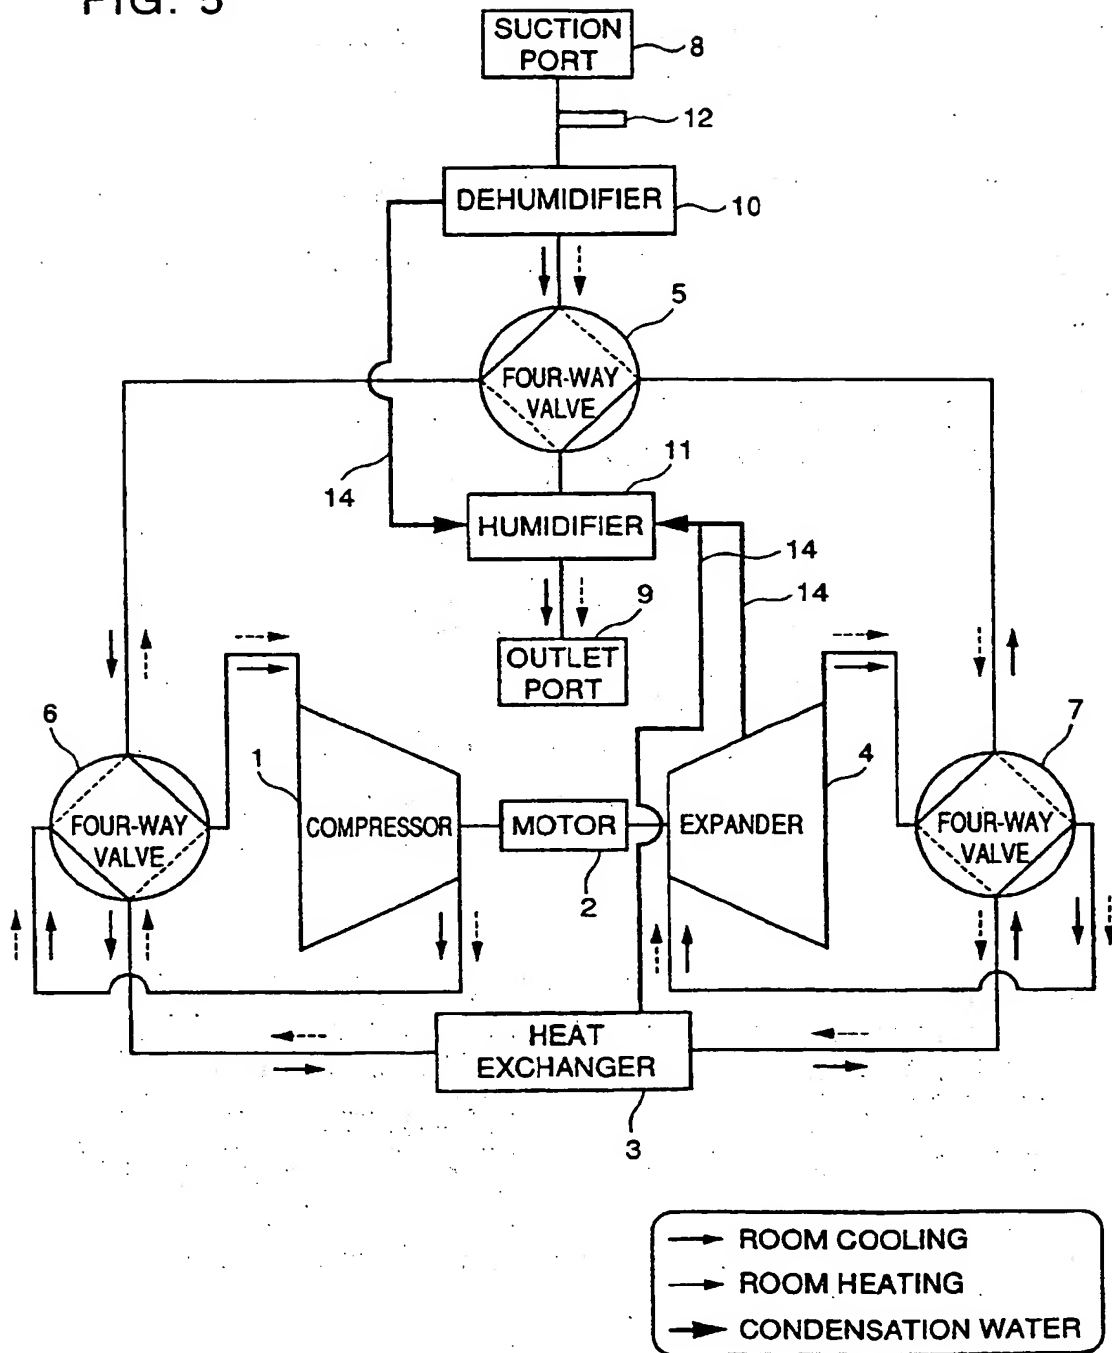 FIG. 5
SUCTION
PORT
8
12
DEHUMIDIFIER
10
5
FOUR-WAY
VALVE
11
14
HUMIDIFIER
14
14
9
OUTLET
PORT
6
7
1
4
FOUR-WAY
VALVE
COMPRESSOR
MOTOR
EXPANDER
FOUR-WAY
VALVE
2
HEAT
EXCHANGER
3
ROOM COOLING
ROOM HEATING
CONDENSATION WATER